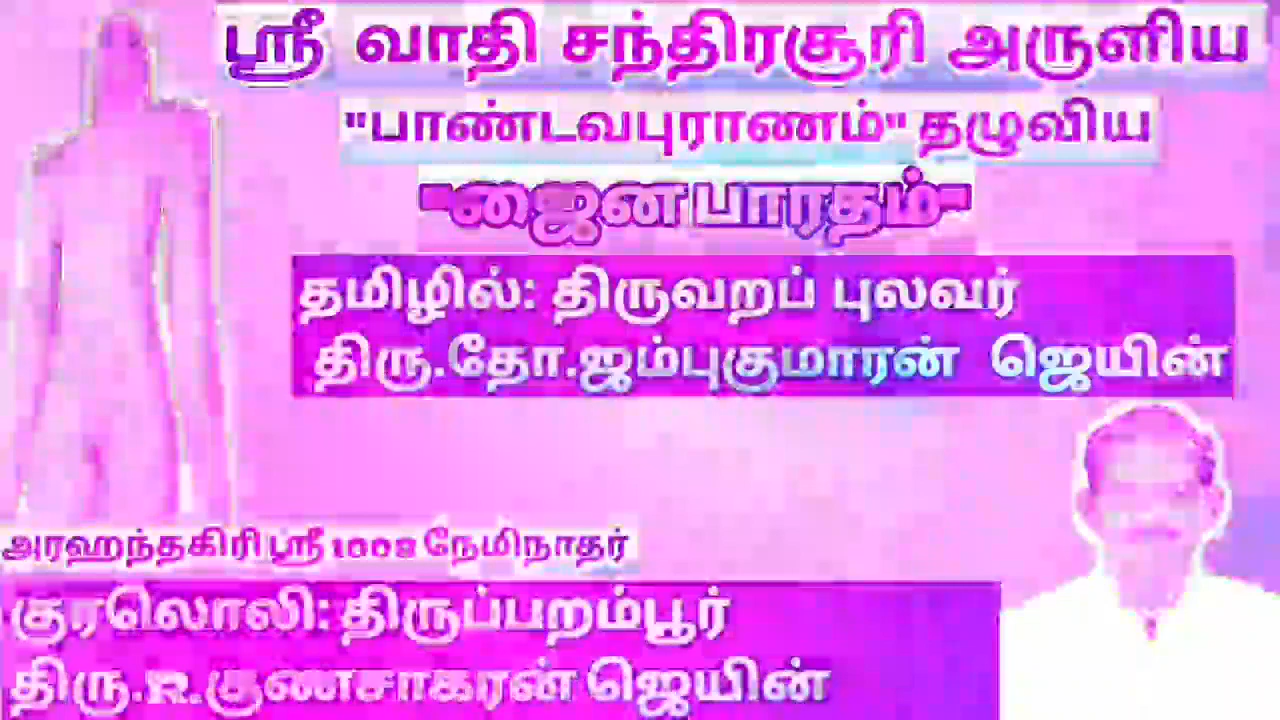 ஸ்ரீ வாதி சந்திரசூரி அருளிய
"பாண்டவபுராணம்" தழுவிய
"ஜைனபாரதம்"
தமிழில்: திருவறப் புலவர்
திரு.தோ.ஜம்புகுமாரன் ஜெயின்
அரஹந்தகிரி ஸ்ரீ 1008 நேமிநாதர்
குரலொலி: திருப்பறம்பூர்
திரு.ஐ.குணசாகரன் ஜெயின்